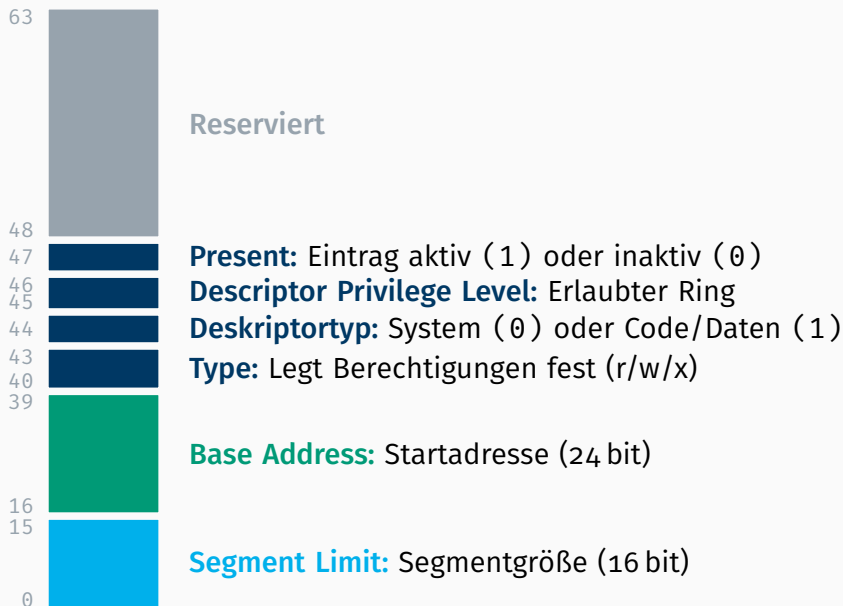 63
Reserviert
48
47 Present: Eintrag aktiv (1) oder inaktiv (0)
46
45 Descriptor Privilege Level: Erlaubter Ring
44 Deskriptortyp: System (0) oder Code/Daten (1)
43
40 Type: Legt Berechtigungen fest (r/w/x)
39
Base Address: Startadresse (24 bit)
16
15
Segment Limit: Segmentgröße (16 bit)
0